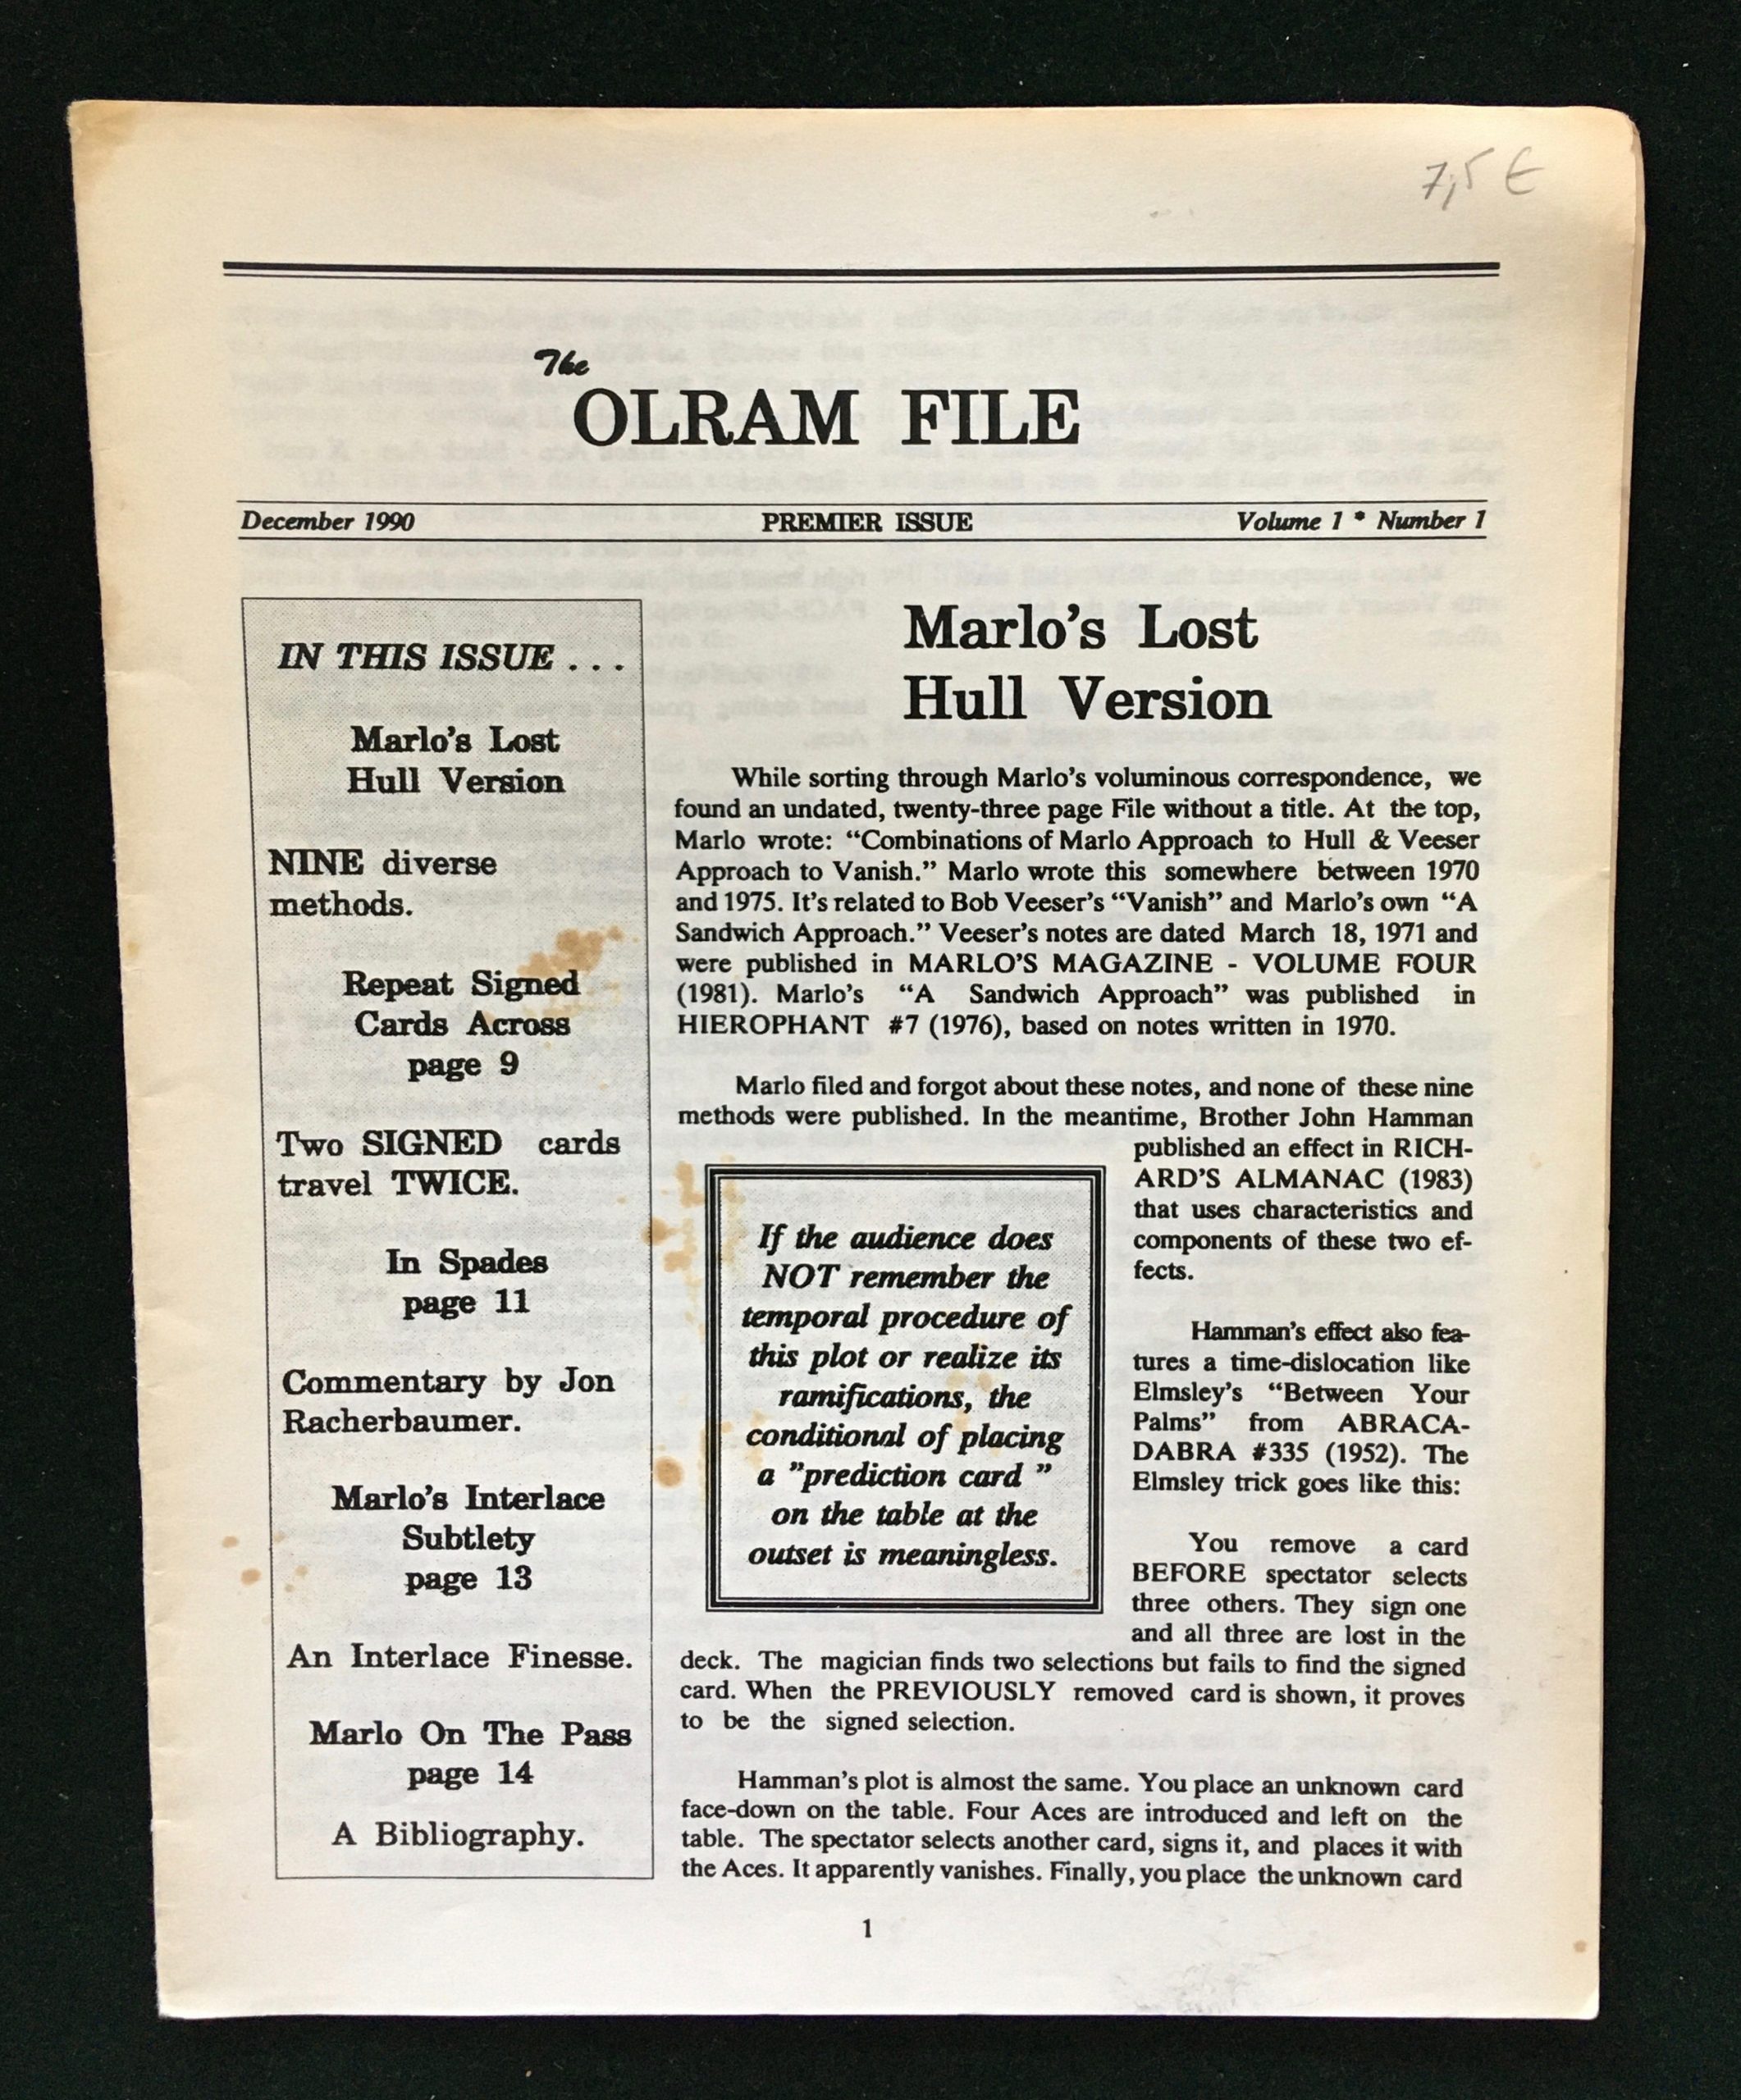 7,5 €
The
OLRAM FILE
December 1990 PREMIER ISSUE Volume 1 * Number 1
IN THIS ISSUE . . .
Marlo's Lost
Hull Version
NINE diverse
methods.
Repeat Signed
Cards Across
page 9
Two SIGNED cards
travel TWICE.
In Spades
page 11
Commentary by Jon
Racherbaumer.
Marlo's Interlace
Subtlety
page 13
An Interlace Finesse.
Marlo On The Pass
page 14
A Bibliography.
Marlo's Lost
Hull Version
While sorting through Marlo's voluminous correspondence, we
found an undated, twenty-three page File without a title. At the top,
Marlo wrote: “Combinations of Marlo Approach to Hull & Veeser
Approach to Vanish.” Marlo wrote this somewhere between 1970
and 1975. It's related to Bob Veeser's “Vanish” and Marlo's own “A
Sandwich Approach.” Veeser's notes are dated March 18, 1971 and
were published in MARLO'S MAGAZINE - VOLUME FOUR
(1981). Marlo's “A Sandwich Approach” was published in
HIEROPHANT #7 (1976), based on notes written in 1970.
Marlo filed and forgot about these notes, and none of these nine
methods were published. In the meantime, Brother John Hamman
published an effect in RICH-
ARD'S ALMANAC (1983)
that uses characteristics and
components of these two ef-
fects.
If the audience does
NOT remember the
temporal procedure of
this plot or realize its
ramifications, the
conditional of placing
a ”prediction card ”
on the table at the
outset is meaningless.
Hamman's effect also fea-
tures a time-dislocation like
Elmsley's “Between Your
Palms” from ABRACA-
DABRA #335 (1952). The
Elmsley trick goes like this:
You remove a card
BEFORE spectator selects
three others. They sign one
and all three are lost in the
deck. The magician finds two selections but fails to find the signed
card. When the PREVIOUSLY removed card is shown, it proves
to be the signed selection.
Hamman's plot is almost the same. You place an unknown card
face-down on the table. Four Aces are introduced and left on the
table. The spectator selects another card, signs it, and places it with
the Aces. It apparently vanishes. Finally, you place the unknown card
1